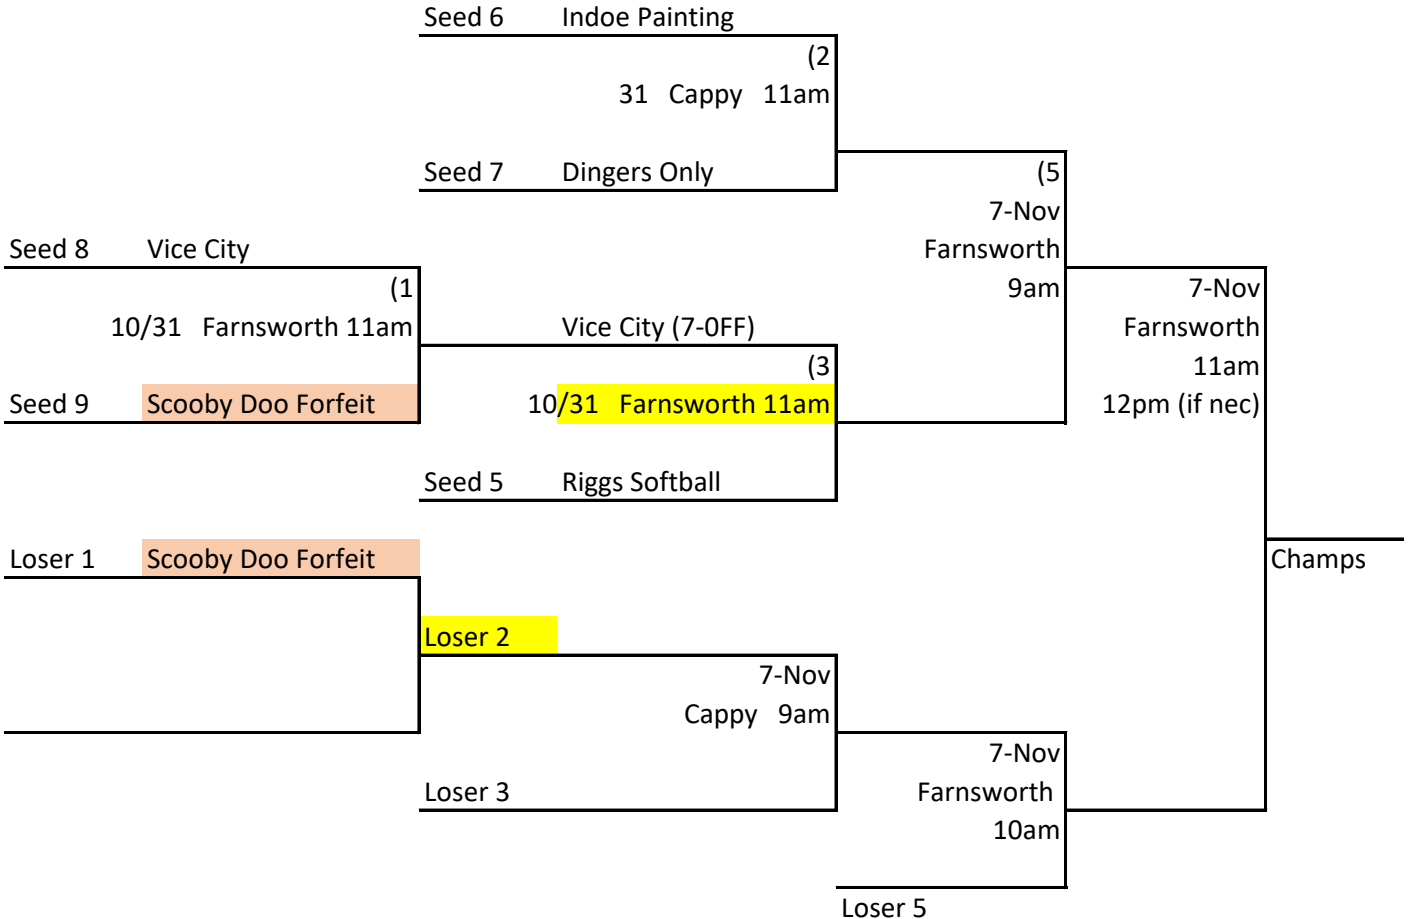 Seed 6 Indoe Painting
(2
31 Cappy 11am
Seed 7 Dingers Only
(5
7-Nov
Farnsworth
9am
Seed 8 Vice City
(1
10/31 Farnsworth 11am
Seed 9 Scooby Doo Forfeit
Vice City (7-0FF)
(3
10/31 Farnsworth 11am
Seed 5 Riggs Softball
7-Nov
Farnsworth
11am
12pm (if nec)
Loser 1 Scooby Doo Forfeit
Champs
Loser 2
7-Nov
Cappy 9am
Loser 3
7-Nov
Farnsworth
10am
Loser 5